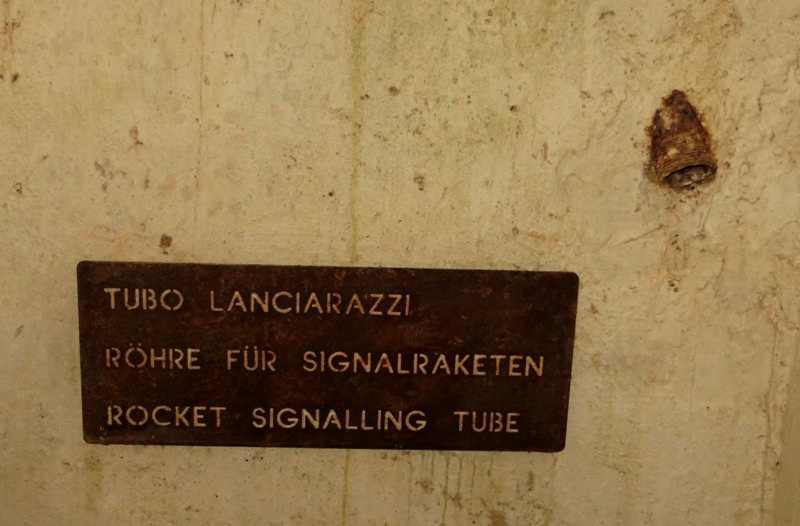 TUBO LANCIARAZZI
RÖHRE FÜR SIGNALRAKETEN
ROCKET SIGNALLING TUBE